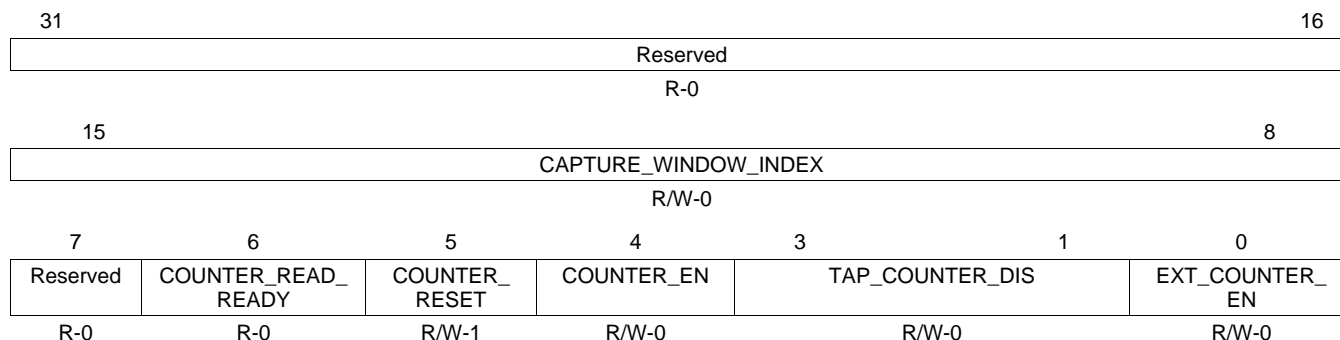 31 16
Reserved
R-0
15 8
CAPTURE_WINDOW_INDEX
R/W-0
7 6 5 4 3 1 0
Reserved COUNTER_READ_ COUNTER_ COUNTER_EN TAP_COUNTER_DIS EXT_COUNTER_
READY RESET EN
R-0 R-0 R/W-1 R/W-0 R/W-0 R/W-0